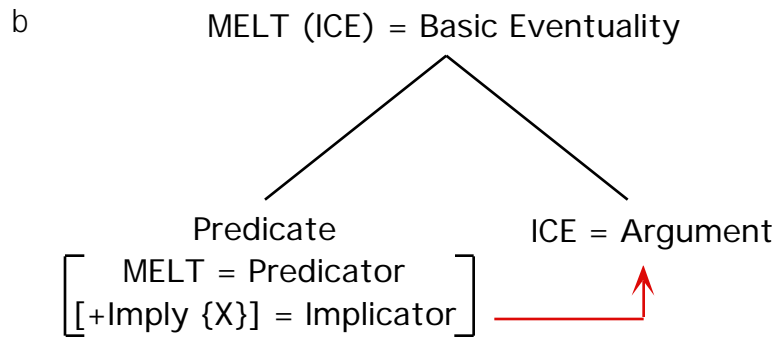 b
MELT (ICE) = Basic Eventuality
Predicate
ICE = Argument
MELT = Predicator
[+Imply {X}] = Implicator